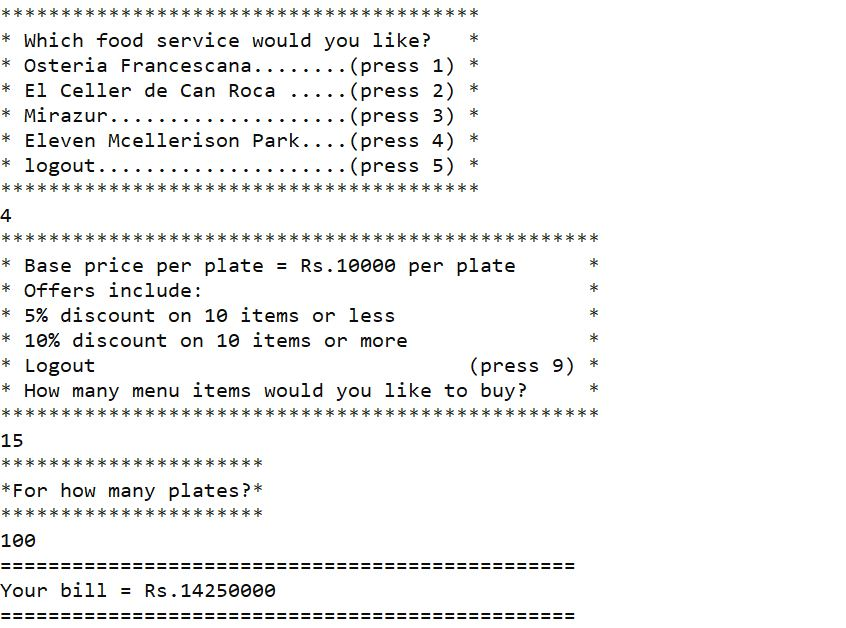 ****************************************
* Which food service would you like?   *
* Osteria Francescana........(press 1) *
* El Celler de Can Roca .....(press 2) *
* Mirazur....................(press 3) *
* Eleven Mcellerison Park....(press 4) *
* logout.....................(press 5) *
****************************************
4
**************************************************
* Base price per plate = Rs.10000 per plate      *
* Offers include:                                *
* 5% discount on 10 items or less                *
* 10% discount on 10 items or more               *
* Logout                               (press 9) *
* How many menu items would you like to buy?     *
**************************************************
15
**********************
*For how many plates?*
**********************
100
================================================
Your bill = Rs.14250000
================================================